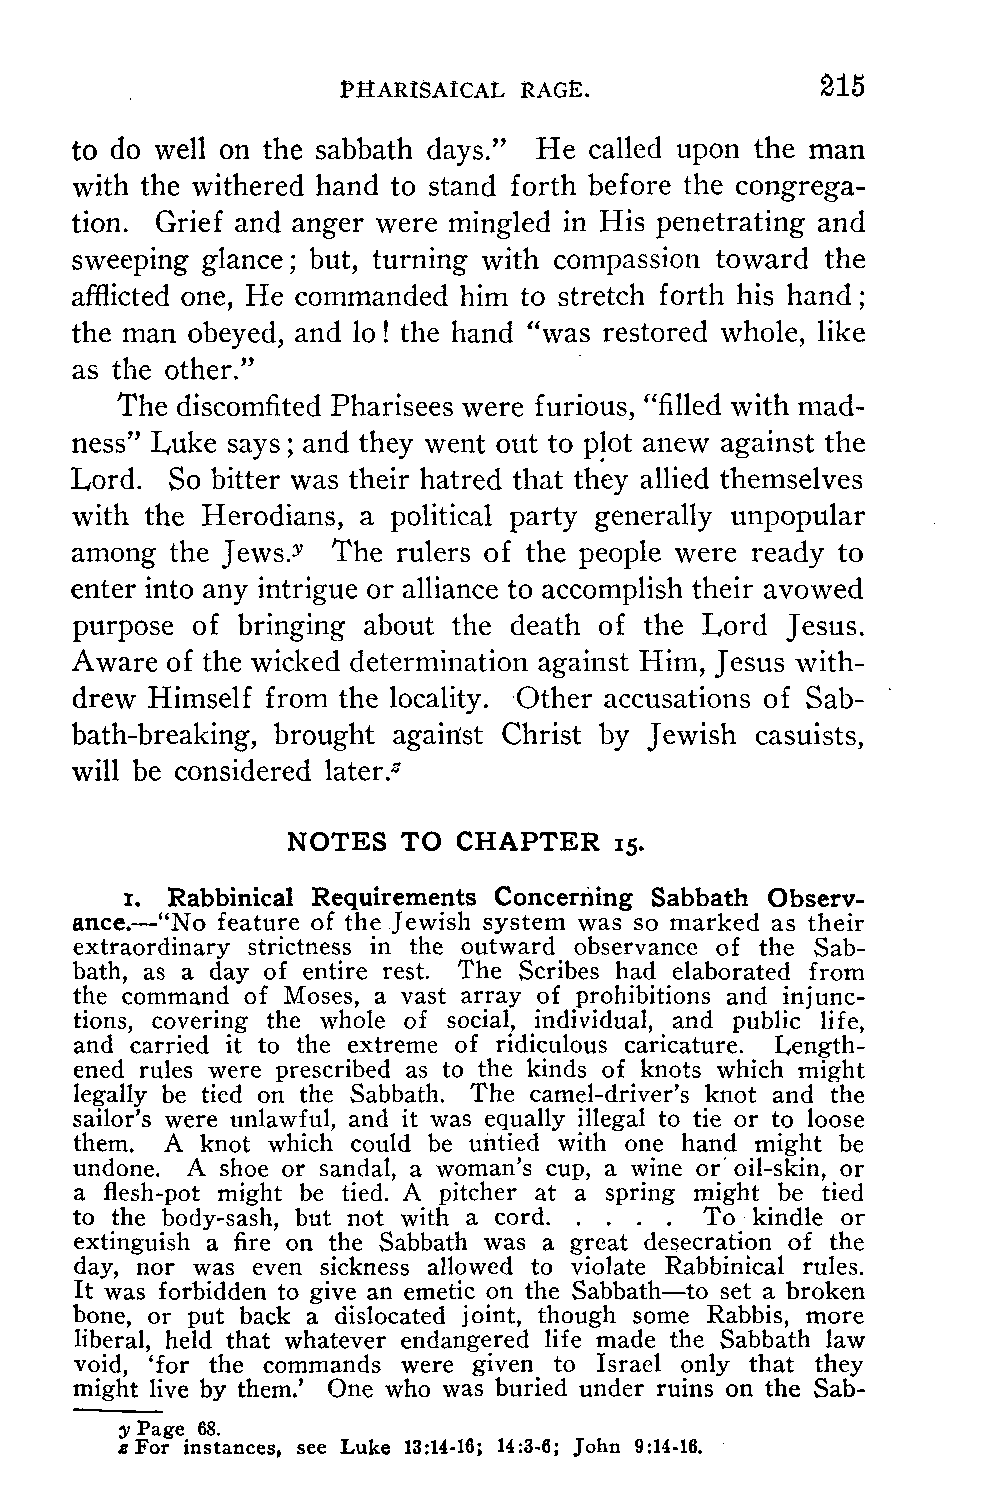 PHARISAICAL RAGE. 215
to do well on the sabbath days." He called upon the man
with the withered hand to stand forth before the congrega-
tion. Grief and anger were mingled in His penetrating and
sweeping glance; but, turning with compassion toward the
afflicted one, He commanded him to stretch forth his hand;
the man obeyed, and lo! the hand "was restored whole, like
as the other."
The discomfited Pharisees were furious, "filled with mad-
ness" Luke says; and they went out to plot anew against the
Lord. So bitter was their hatred that they allied themselves
with the Herodians, a political party generally unpopular
among the Jews.y The rulers of the people were ready to
enter into any intrigue or alliance to accomplish their avowed
purpose of bringing about the death of the Lord Jesus.
Aware of the wicked determination against Him, Jesus with-
drew Himself from the locality. Other accusations of Sab-
bath-breaking, brought against Christ by Jewish casuists,
will be considered later.z
NOTES TO CHAPTER 15.
1. Rabbinical Requirements Concerning Sabbath Observ-
ance.—"No feature of the Jewish system was so marked as their
extraordinary strictness in the outward observance of the Sab-
bath, as a day of entire rest. The Scribes had elaborated from
the command of Moses, a vast array of prohibitions and injunc-
tions, covering the whole of social, individual, and public life,
and carried it to the extreme of ridiculous caricature. Length-
ened rules were prescribed as to the kinds of knots which might
legally be tied on the Sabbath. The camel-driver's knot and the
sailor's were unlawful, and it was equally illegal to tie or to loose
them. A knot which could be untied with one hand might be
undone. A shoe or sandal, a woman's cup, a wine or oil-skin, or
a flesh-pot might be tied. A pitcher at a spring might be tied
to the body-sash, but not with a cord. . . . . To kindle or
extinguish a fire on the Sabbath was a great desecration of the
day, nor was even sickness allowed to violate Rabbinical rules.
It was forbidden to give an emetic on the Sabbath—to set a broken
bone, or put back a dislocated joint, though some Rabbis, more
liberal, held that whatever endangered life made the Sabbath law
void, 'for the commands were given to Israel only that they
might live by them.' One who was buried under ruins on the Sab-
y Page 68.
z For instances, see Luke 13:14-16; 14:3-6; John 9:14-16.